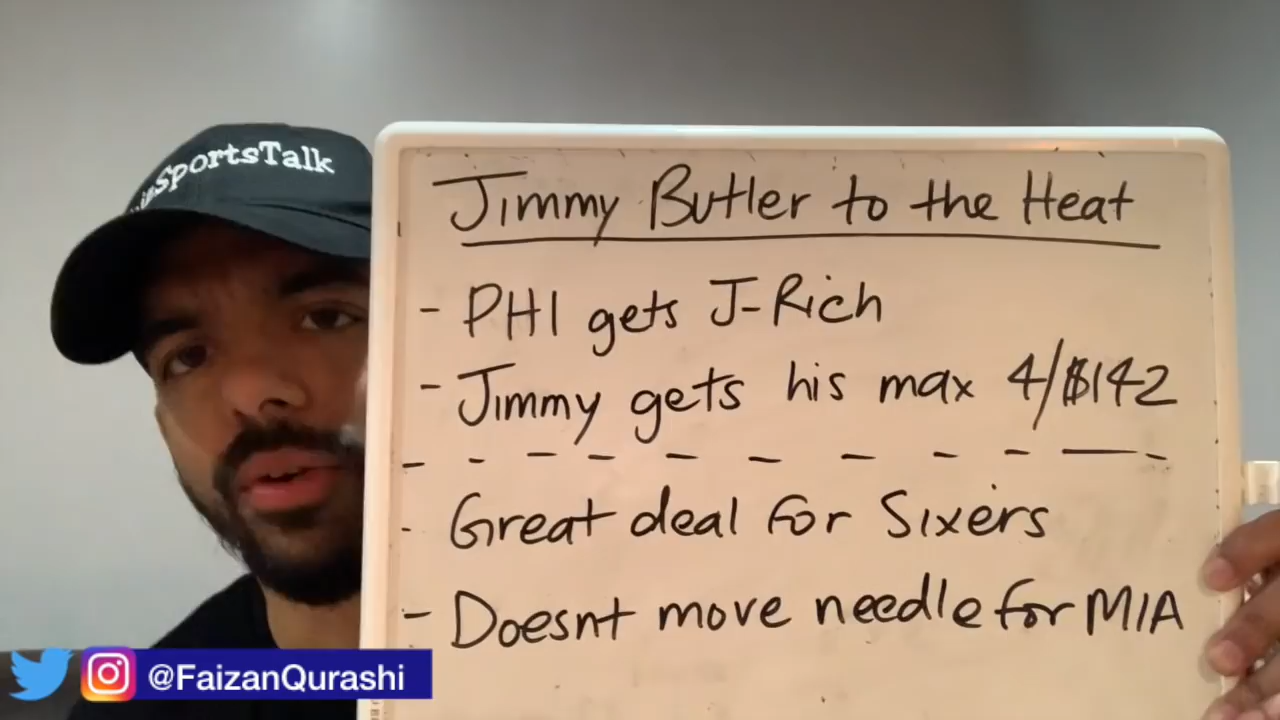 SportsTalk
Jimmy Butler to the Heat
- PHI gets J-Rich
- Jimmy gets his max 4/$142
- Great deal for Sixers
- Doesnt move needle for MIA
@FaizanQurashi